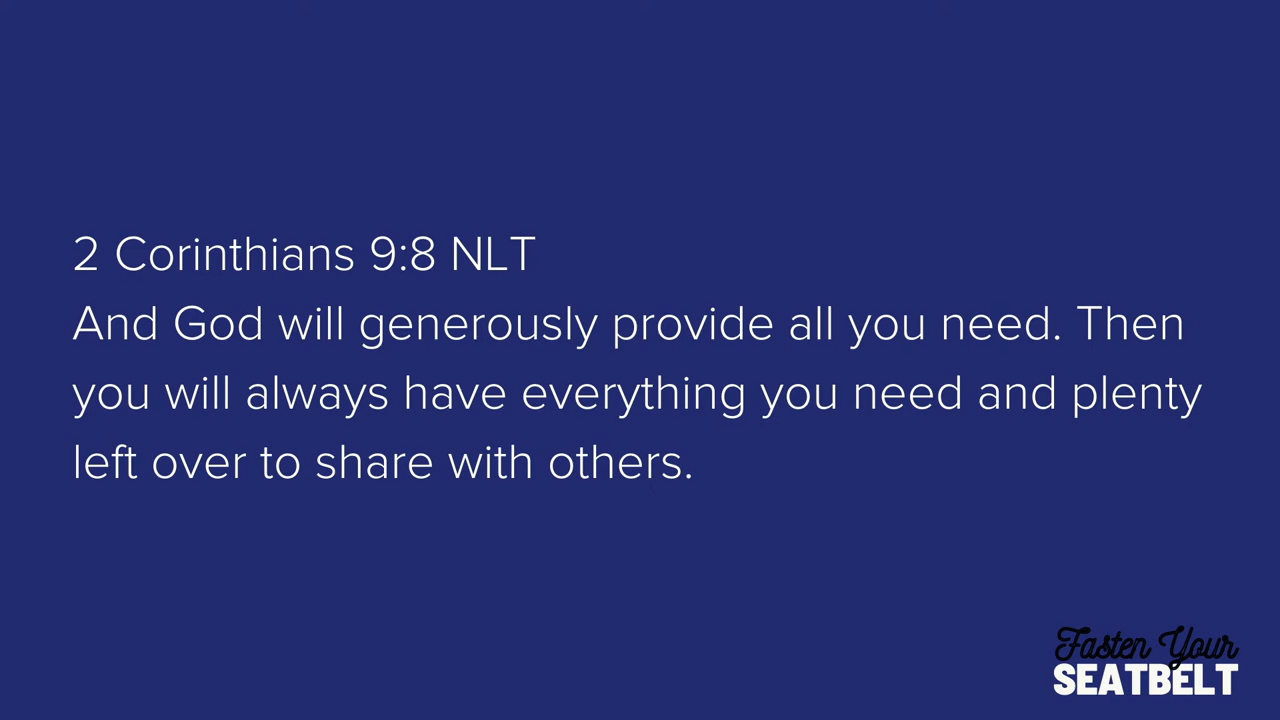 2 Corinthians 9:8 NLT
And God will generously provide all you need. Then
you will always have everything you need and plenty
left over to share with others.
Fasten Your
SEATBELT